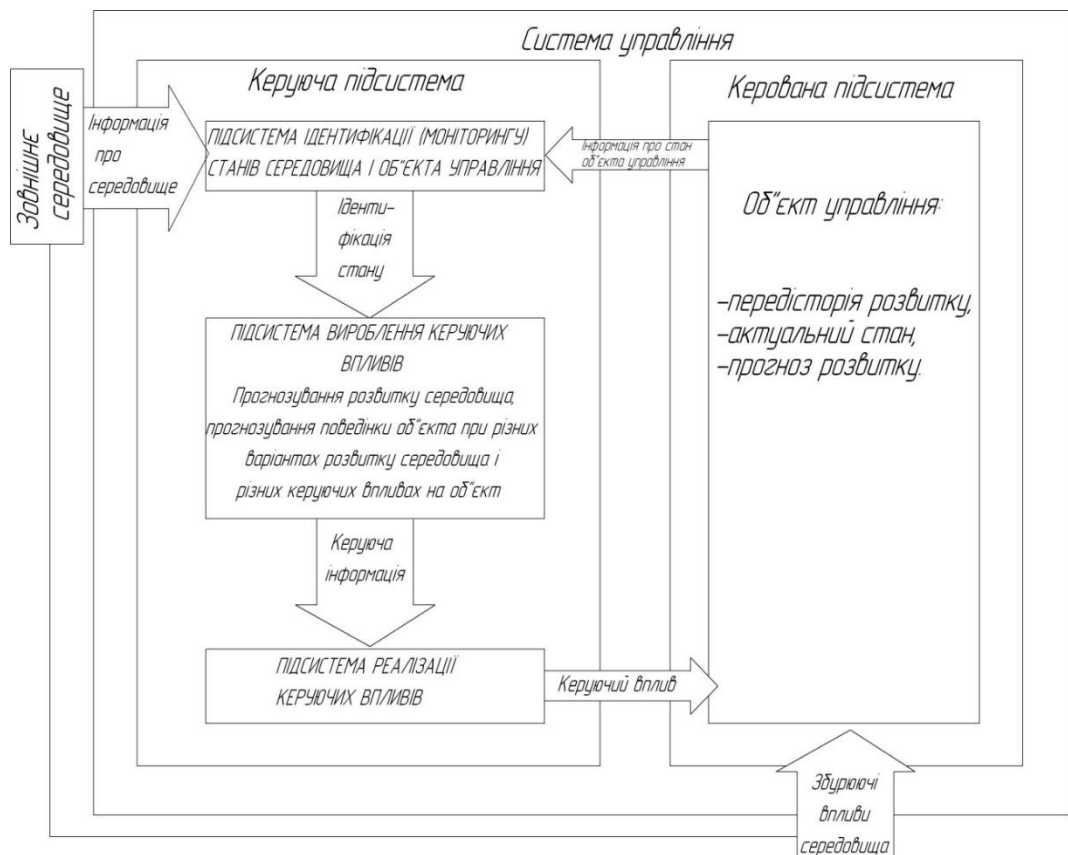 Система управління
Зовнішнє
середовище
Інформація
про
середовище
Керуюча підсистема
ПІДСИСТЕМА ІДЕНТИФІКАЦІЇ (МОНІТОРИНГУ)
СТАНІВ СЕРЕДОВИЩА І ОБ"ЄКТА УПРАВЛІННЯ
Іденти-
фікація
стану
ПІДСИСТЕМА ВИРОБЛЕННЯ КЕРУЮЧИХ
ВПЛИВІВ
Прогнозування розвитку середовища,
прогнозування поведінки об"єкта при різних
варіантах розвитку середовища і
різних керуючих впливах на об"єкт
Керуюча
інформація
ПІДСИСТЕМА РЕАЛІЗАЦІЇ
КЕРУЮЧИХ ВПЛИВІВ
Керуючий вплив
Керована підсистема
Інформація про стан
об"єкта управління
Об"єкт управління:
-передісторія розвитку,
-актуальний стан,
-прогноз розвитку.
Збурюючі
впливи
середовища